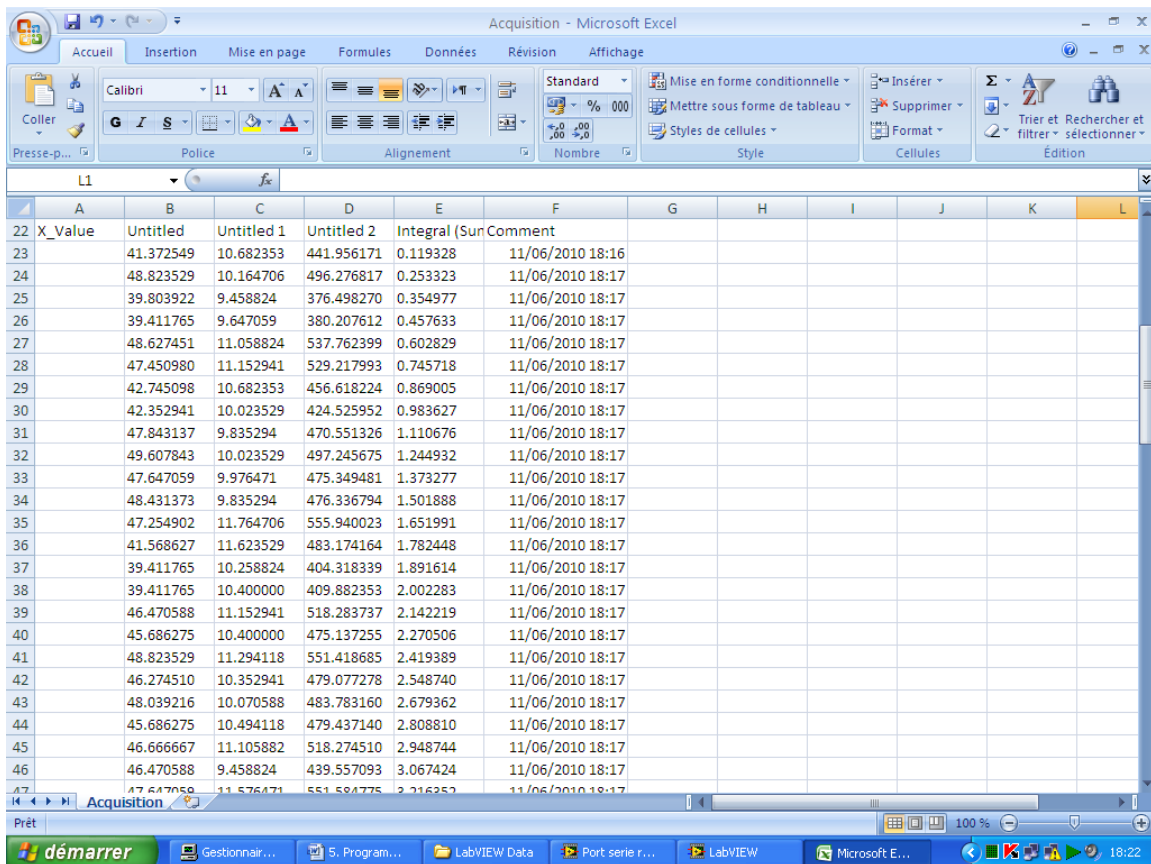 Acquisition - Microsoft Excel
Accueil Insertion Mise en page Formules Données Révision Affichage
Calibri 11 A A Standard Mise en forme conditionnelle Insérer Σ
Coller % 000 Mettre sous forme de tableau Supprimer Trier et Rechercher et
G I S A ,00 ,00 Styles de cellules Format filtrer sélectionner
Presse-p... Police Alignement Nombre Style Cellules Édition
L1 fx
A B C D E F G H I J K L
22 X_Value Untitled Untitled 1 Untitled 2 Integral (Sur Comment
23 41.372549 10.682353 441.956171 0.119328 11/06/2010 18:16
24 48.823529 10.164706 496.276817 0.253323 11/06/2010 18:17
25 39.803922 9.458824 376.498270 0.354977 11/06/2010 18:17
26 39.411765 9.647059 380.207612 0.457633 11/06/2010 18:17
27 48.627451 11.058824 537.762399 0.602829 11/06/2010 18:17
28 47.450980 11.152941 529.217993 0.745718 11/06/2010 18:17
29 42.745098 10.682353 456.618224 0.869005 11/06/2010 18:17
30 42.352941 10.023529 424.525952 0.983627 11/06/2010 18:17
31 47.843137 9.835294 470.551326 1.110676 11/06/2010 18:17
32 49.607843 10.023529 497.245675 1.244932 11/06/2010 18:17
33 47.647059 9.976471 475.349481 1.373277 11/06/2010 18:17
34 48.431373 9.835294 476.336794 1.501888 11/06/2010 18:17
35 47.254902 11.764706 555.940023 1.651991 11/06/2010 18:17
36 41.568627 11.623529 483.174164 1.782448 11/06/2010 18:17
37 39.411765 10.258824 404.318339 1.891614 11/06/2010 18:17
38 39.411765 10.400000 409.882353 2.002283 11/06/2010 18:17
39 46.470588 11.152941 518.283737 2.142219 11/06/2010 18:17
40 45.686275 10.400000 475.137255 2.270506 11/06/2010 18:17
41 48.823529 11.294118 551.418685 2.419389 11/06/2010 18:17
42 46.274510 10.352941 479.077278 2.548740 11/06/2010 18:17
43 48.039216 10.070588 483.783160 2.679362 11/06/2010 18:17
44 45.686275 10.494118 479.437140 2.808810 11/06/2010 18:17
45 46.666667 11.105882 518.274510 2.948744 11/06/2010 18:17
46 46.470588 9.458824 439.557093 3.067424 11/06/2010 18:17
47 47.647059 11.576471 551.584775 3.216352 11/06/2010 18:17
Acquisition
Prêt 100 %
démarrer Gestionnair... 5. Program... LabVIEW Data Port serie r... LabVIEW Microsoft E... 18:22